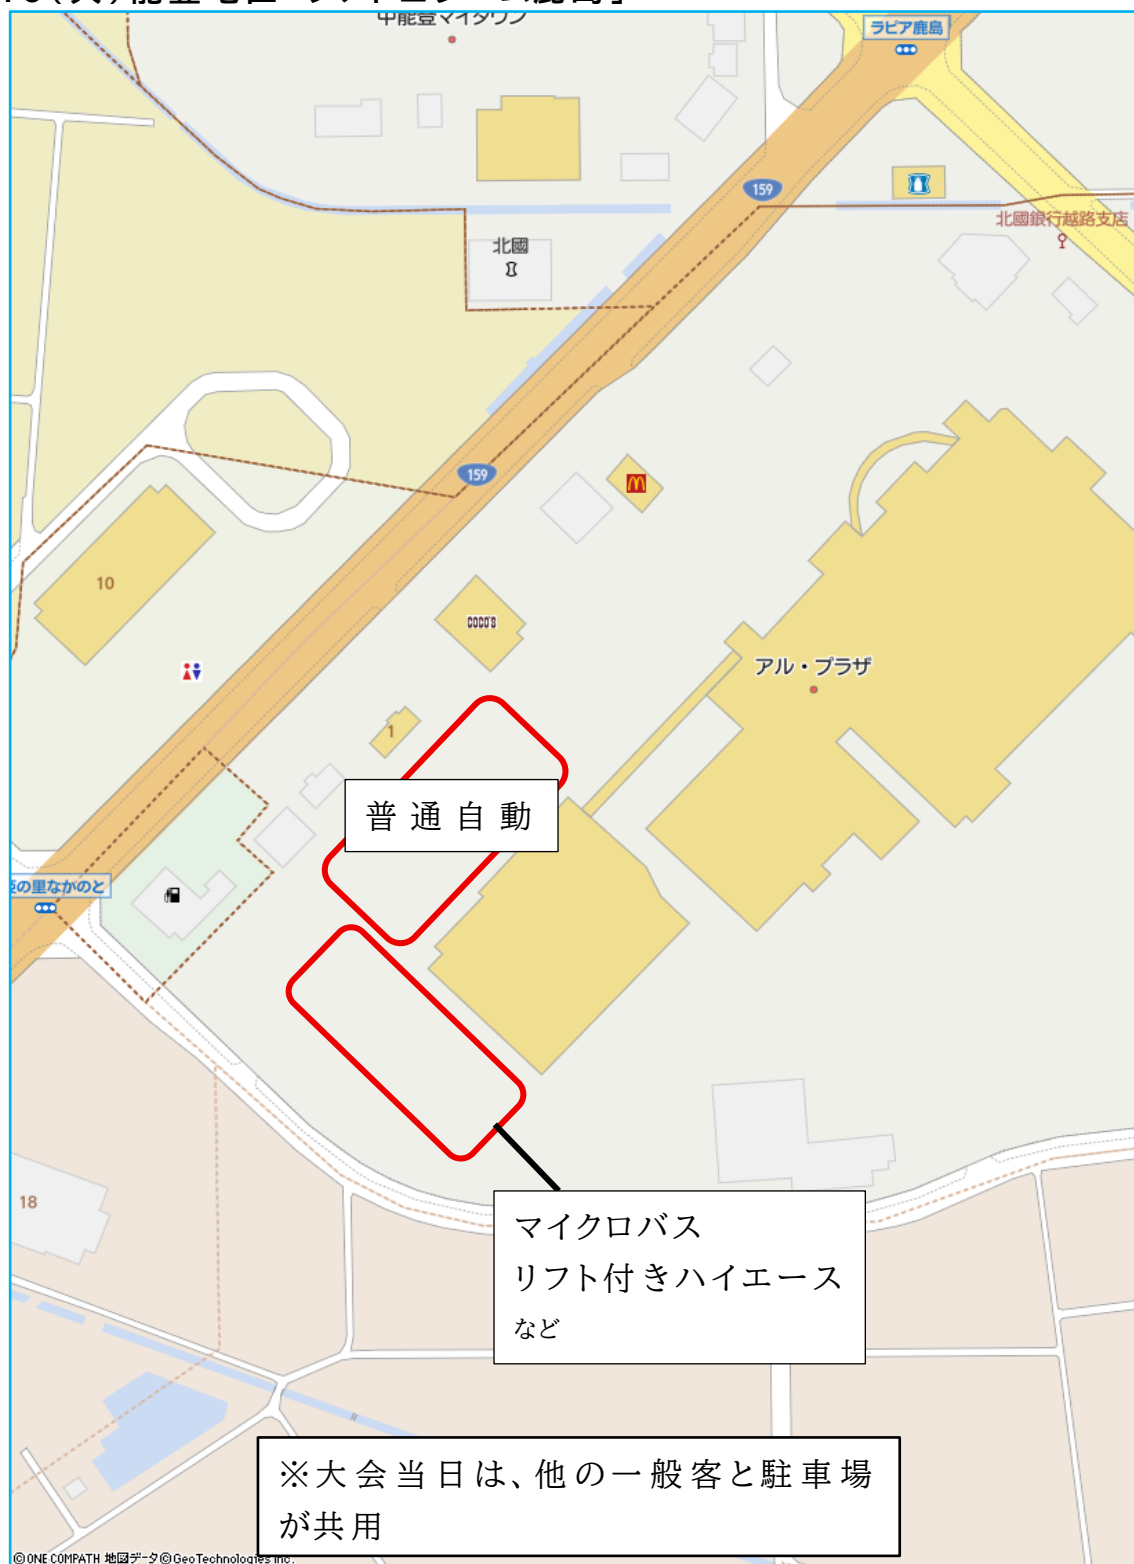 中能登マイタウン
ラピア鹿島
159
北國銀行越路支店
北國
159
10
COCO'S
アル・プラザ
1
普通自動
の里なかのと
18
マイクロバス
リフト付きハイエース
など
※大会当日は、他の一般客と駐車場
が共用
©ONE COMPATH 地図データ©GeoTechnologies Inc.